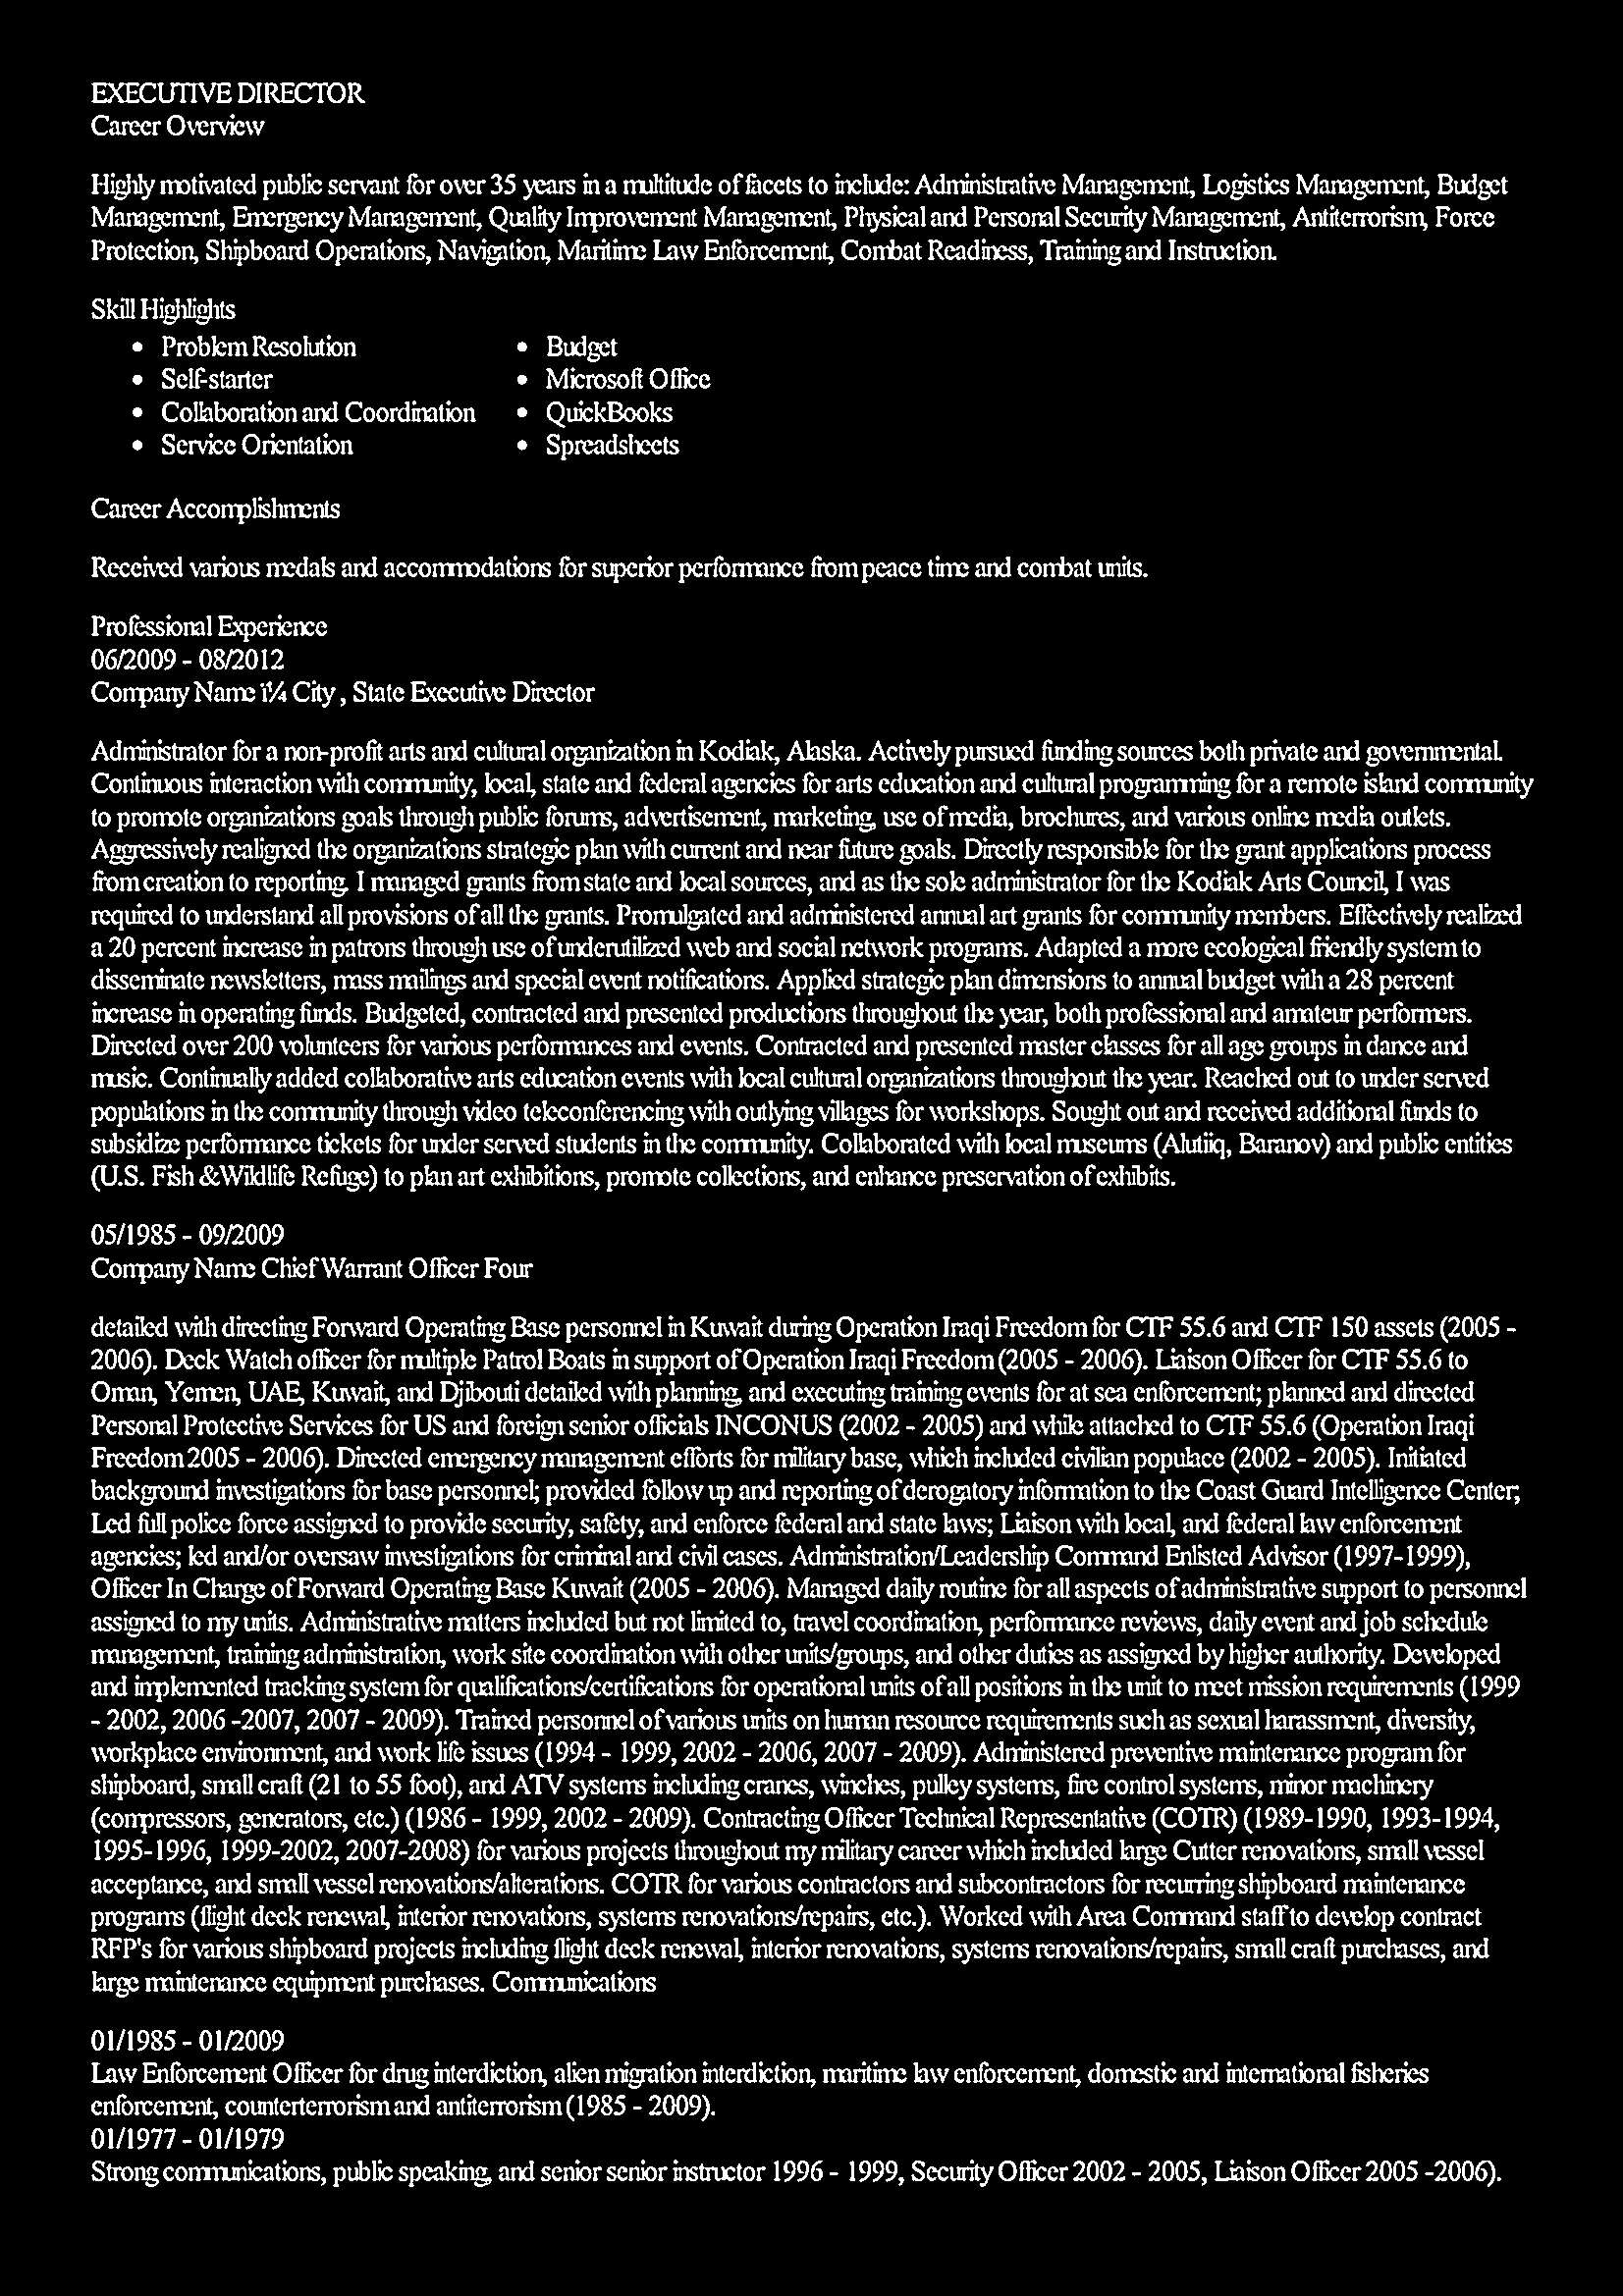 EXECUTIVE DIRECTOR
Career Overview
Highly motivated public servant for over 35 years in a multitude of facets to include: Administrative Management, Logistics Management, Budget
Management, Emergency Management, Quality Improvement Management, Physical and Personal Security Management, Antiterrorism, Force
Protection, Shipboard Operations, Navigation, Maritime Law Enforcement, Combat Readiness, Training and Instruction.
Skill Highlights
• Problem Resolution
• Self-starter
• Collaboration and Coordination
• Service Orientation
• Budget
• Microsoft Office
• QuickBooks
• Spreadsheets
Career Accomplishments
Received various medals and accommodations for superior performance from peace time and combat units.
Professional Experience
06/2009 - 08/2012
Company Name ï¼ City , State Executive Director
Administrator for a non-profit arts and cultural organization in Kodiak, Alaska. Actively pursued funding sources both private and governmental.
Continuous interaction with community, local, state and federal agencies for arts education and cultural programming for a remote island community
to promote organizations goals through public forums, advertisement, marketing, use of media, brochures, and various online media outlets.
Aggressively realigned the organizations strategic plan with current and near future goals. Directly responsible for the grant applications process
from creation to reporting. I managed grants from state and local sources, and as the sole administrator for the Kodiak Arts Council, I was
required to understand all provisions of all the grants. Promulgated and administered annual art grants for community members. Effectively realized
a 20 percent increase in patrons through use of underutilized web and social network programs. Adapted a more ecological friendly system to
disseminate newsletters, mass mailings and special event notifications. Applied strategic plan dimensions to annual budget with a 28 percent
increase in operating funds. Budgeted, contracted and presented productions throughout the year, both professional and amateur performers.
Directed over 200 volunteers for various performances and events. Contracted and presented master classes for all age groups in dance and
music. Continually added collaborative arts education events with local cultural organizations throughout the year. Reached out to under served
populations in the community through video teleconferencing with outlying villages for workshops. Sought out and received additional funds to
subsidize performance tickets for under served students in the community. Collaborated with local museums (Alutiiq, Baranov) and public entities
(U.S. Fish &Wildlife Refuge) to plan art exhibitions, promote collections, and enhance preservation of exhibits.
05/1985 - 09/2009
Company Name Chief Warrant Officer Four
detailed with directing Forward Operating Base personnel in Kuwait during Operation Iraqi Freedom for CTF 55.6 and CTF 150 assets (2005 -
2006). Deck Watch officer for multiple Patrol Boats in support of Operation Iraqi Freedom (2005 - 2006). Liaison Officer for CTF 55.6 to
Oman, Yemen, UAE, Kuwait, and Djibouti detailed with planning, and executing training events for at sea enforcement; planned and directed
Personal Protective Services for US and foreign senior officials INCONUS (2002 - 2005) and while attached to CTF 55.6 (Operation Iraqi
Freedom 2005 - 2006). Directed emergency management efforts for military base, which included civilian populace (2002 - 2005). Initiated
background investigations for base personnel; provided follow up and reporting of derogatory information to the Coast Guard Intelligence Center;
Led full police force assigned to provide security, safety, and enforce federal and state laws; Liaison with local, and federal law enforcement
agencies; led and/or oversaw investigations for criminal and civil cases. Administration/Leadership Command Enlisted Advisor (1997-1999),
Officer In Charge of Forward Operating Base Kuwait (2005 - 2006). Managed daily routine for all aspects of administrative support to personnel
assigned to my units. Administrative matters included but not limited to, travel coordination, performance reviews, daily event and job schedule
management, training administration, work site coordination with other units/groups, and other duties as assigned by higher authority. Developed
and implemented tracking system for qualifications/certifications for operational units of all positions in the unit to meet mission requirements (1999
- 2002, 2006 -2007, 2007 - 2009). Trained personnel of various units on human resource requirements such as sexual harassment, diversity,
workplace environment, and work life issues (1994 - 1999, 2002 - 2006, 2007 - 2009). Administered preventive maintenance program for
shipboard, small craft (21 to 55 foot), and ATV systems including cranes, winches, pulley systems, fire control systems, minor machinery
(compressors, generators, etc.) (1986 - 1999, 2002 - 2009). Contracting Officer Technical Representative (COTR) (1989-1990, 1993-1994,
1995-1996, 1999-2002, 2007-2008) for various projects throughout my military career which included large Cutter renovations, small vessel
acceptance, and small vessel renovations/alterations. COTR for various contractors and subcontractors for recurring shipboard maintenance
programs (flight deck renewal, interior renovations, systems renovations/repairs, etc.). Worked with Area Command staff to develop contract
RFP's for various shipboard projects including flight deck renewal, interior renovations, systems renovations/repairs, small craft purchases, and
large maintenance equipment purchases. Communications
01/1985 - 01/2009
Law Enforcement Officer for drug interdiction, alien migration interdiction, maritime law enforcement, domestic and international fisheries
enforcement, counterterrorism and antiterrorism (1985 - 2009).
01/1977 - 01/1979
Strong communications, public speaking, and senior senior instructor 1996 - 1999, Security Officer 2002 - 2005, Liaison Officer 2005 -2006).